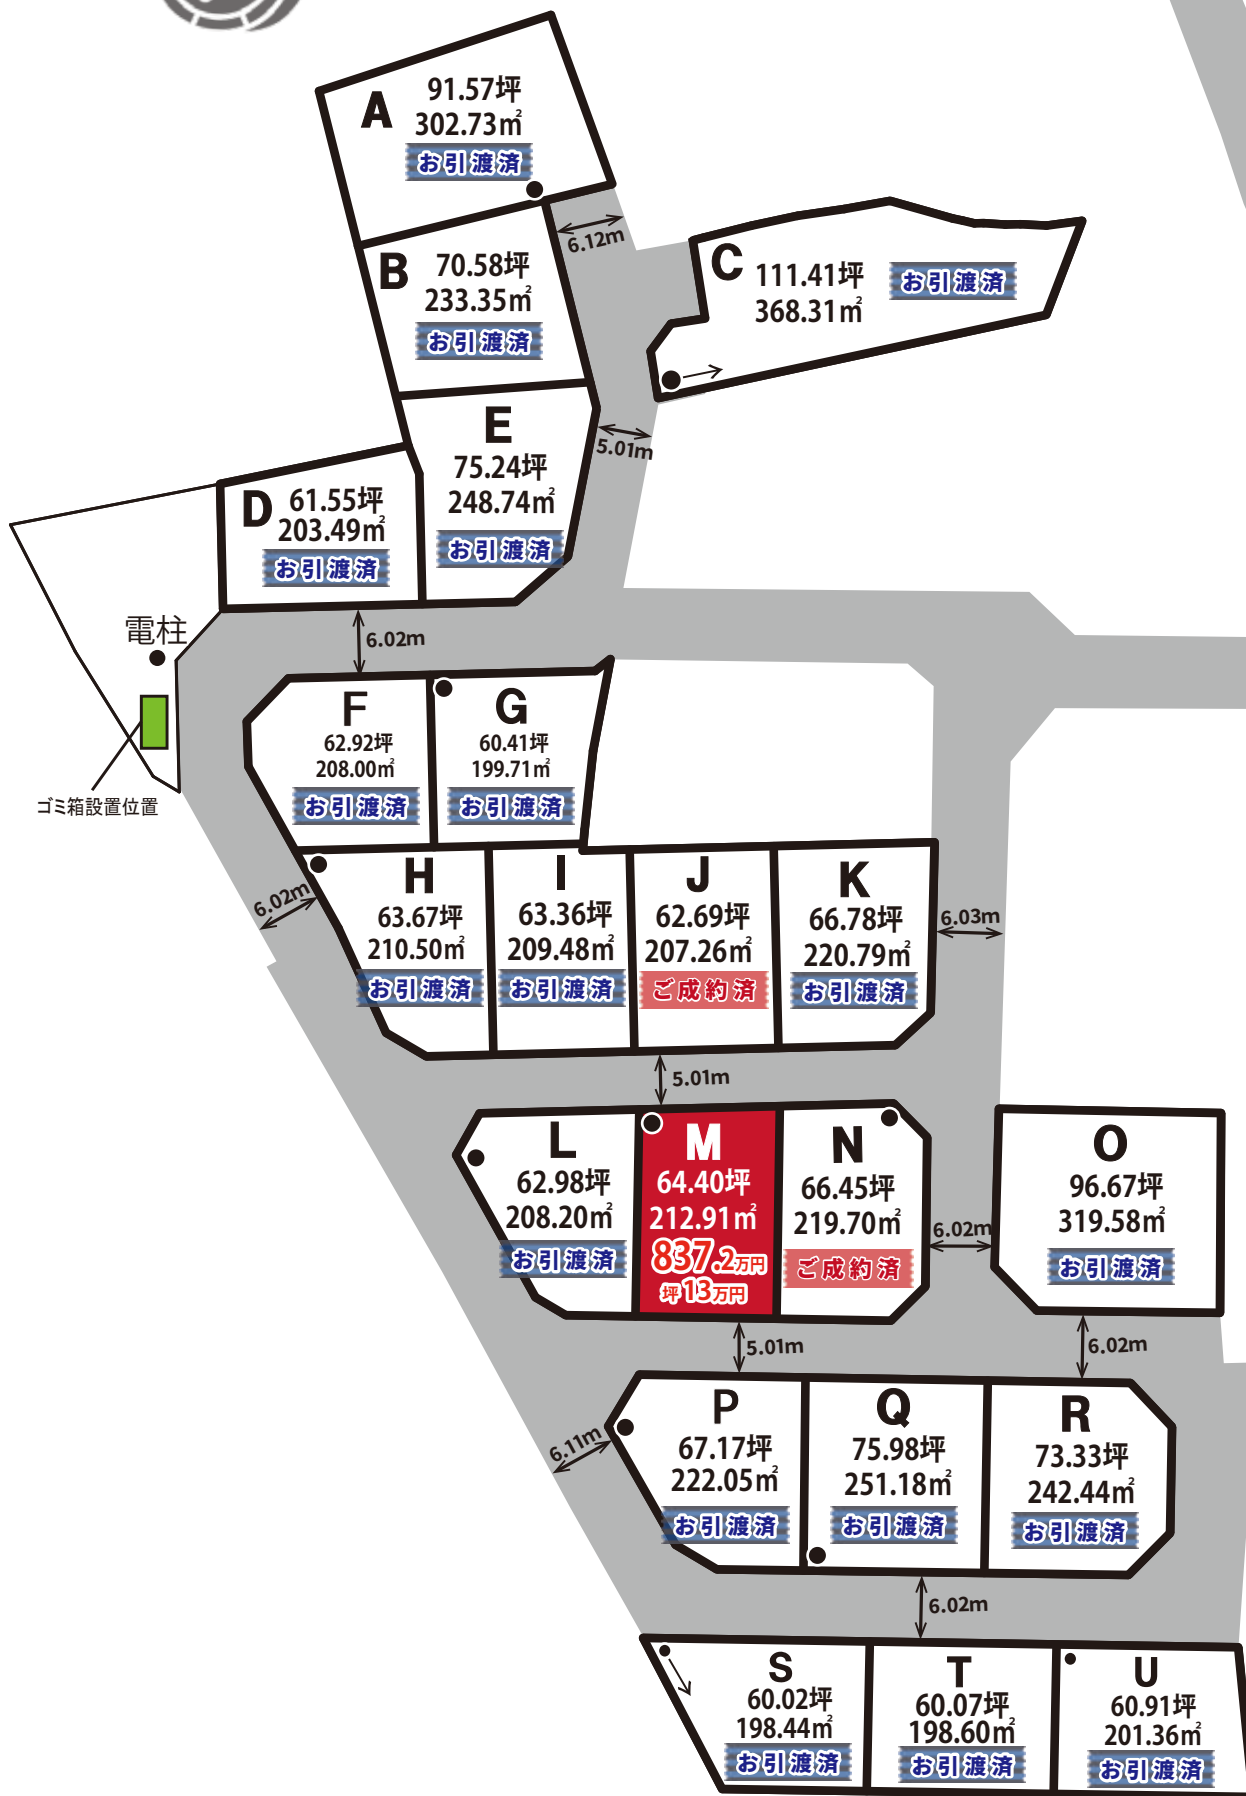 A
91.57坪
302.73㎡
お引渡済
6.12m
B
70.58坪
233.35㎡
お引渡済
C
111.41坪
368.31㎡
お引渡済
E
75.24坪
248.74㎡
お引渡済
5.01m
D
61.55坪
203.49㎡
お引渡済
電柱
6.02m
ゴミ箱設置位置
F
62.92坪
208.00㎡
お引渡済
G
60.41坪
199.71㎡
お引渡済
6.02m
H
63.67坪
210.50㎡
お引渡済
I
63.36坪
209.48㎡
お引渡済
J
62.69坪
207.26㎡
ご成約済
K
66.78坪
220.79㎡
お引渡済
6.03m
5.01m
L
62.98坪
208.20㎡
お引渡済
M
64.40坪
212.91㎡
837.2万円
坪13万円
N
66.45坪
219.70㎡
ご成約済
6.02m
O
96.67坪
319.58㎡
お引渡済
5.01m
6.02m
6.11m
P
67.17坪
222.05㎡
お引渡済
Q
75.98坪
251.18㎡
お引渡済
R
73.33坪
242.44㎡
お引渡済
6.02m
S
60.02坪
198.44㎡
お引渡済
T
60.07坪
198.60㎡
お引渡済
U
60.91坪
201.36㎡
お引渡済